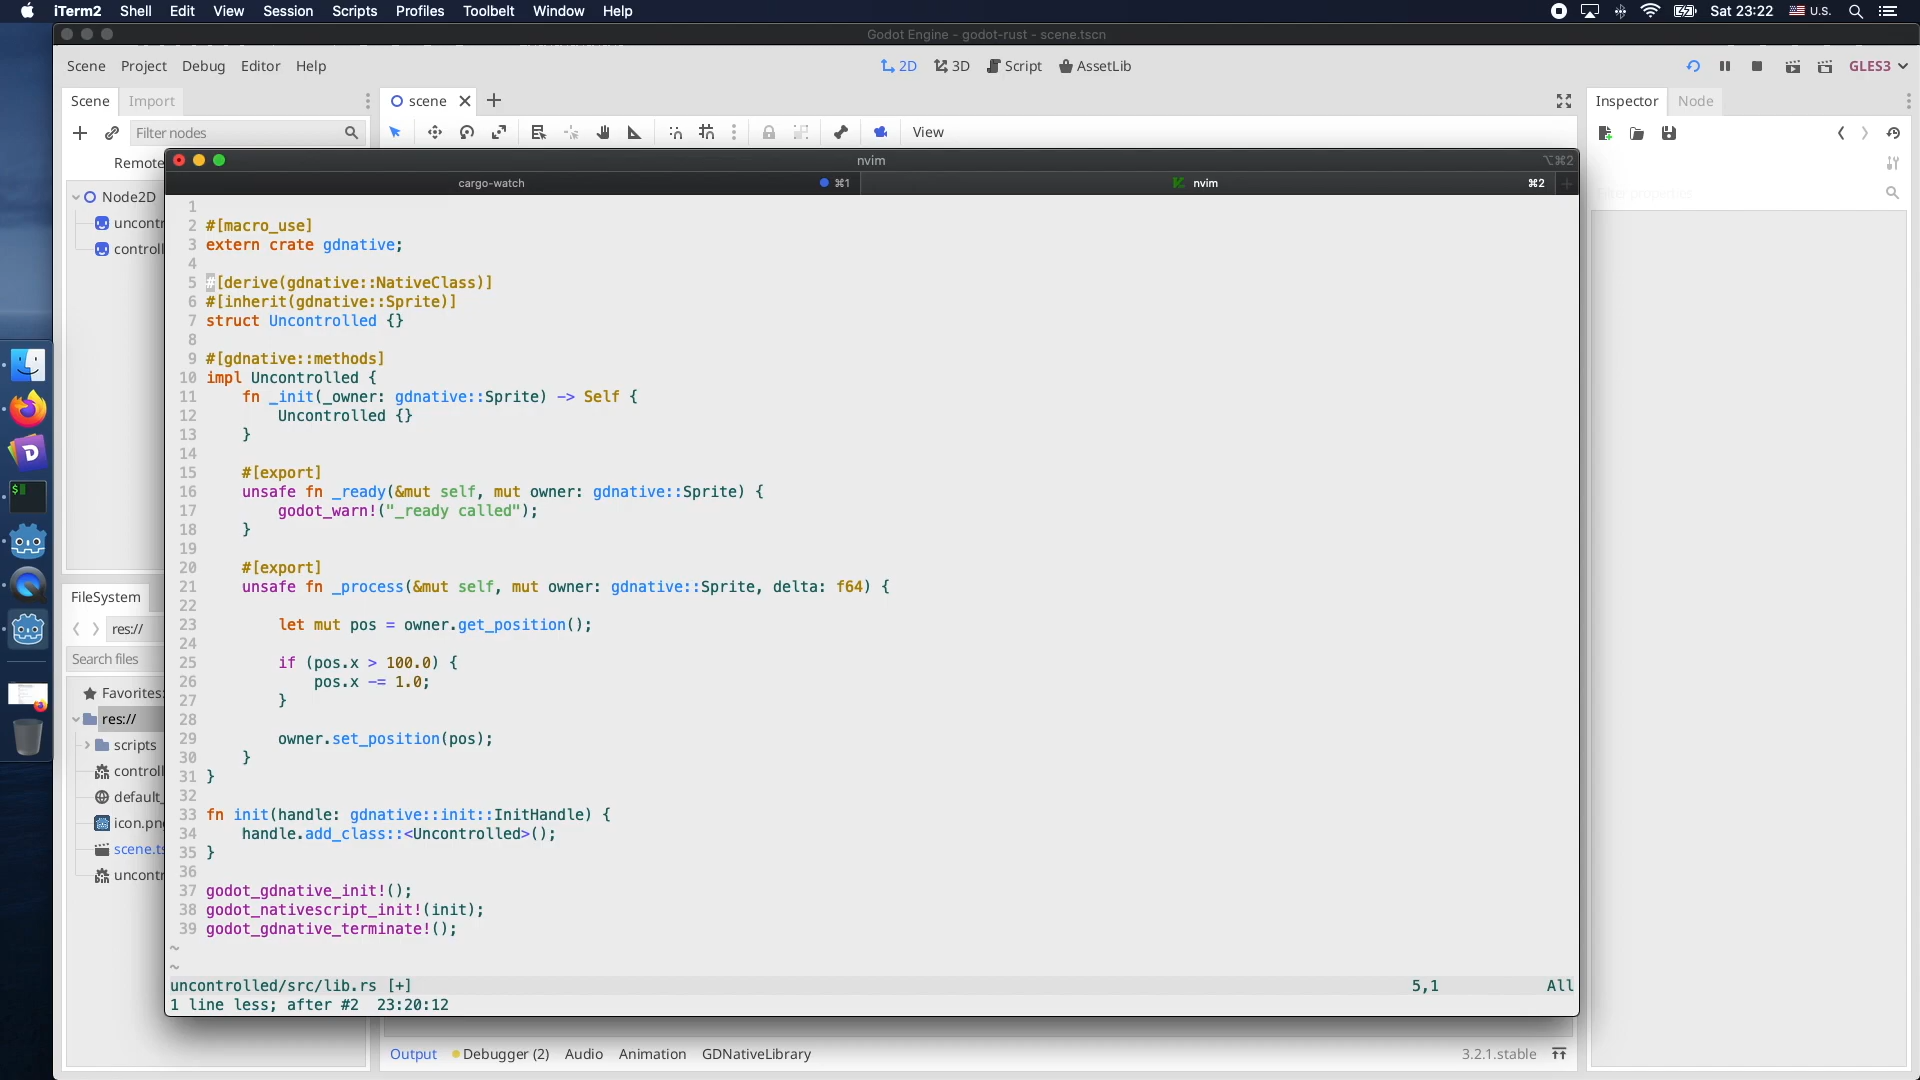 iTerm2 Shell Edit View Session Scripts Profiles Toolbelt Window Help Sat 23:22 U.S.
Godot Engine - godot-rust - scene.tscn
Scene Project Debug Editor Help 2D 3D Script AssetLib GLES3
Scene Import scene Inspector Node
Filter nodes View
Remote nvim ⌥⌘2
cargo-watch ⌘1 nvim ⌘2
Node2D
uncontr
controll
1
2 #[macro_use]
3 extern crate gdnative;
4
5 #[derive(gdnative::NativeClass)]
6 #[inherit(gdnative::Sprite)]
7 struct Uncontrolled {}
8
9 #[gdnative::methods]
10 impl Uncontrolled {
11     fn _init(_owner: gdnative::Sprite) -> Self {
12         Uncontrolled {}
13     }
14
15     #[export]
16     unsafe fn _ready(&mut self, mut owner: gdnative::Sprite) {
17         godot_warn!("_ready called");
18     }
19
20     #[export]
21     unsafe fn _process(&mut self, mut owner: gdnative::Sprite, delta: f64) {
22
23         let mut pos = owner.get_position();
24
25         if (pos.x > 100.0) {
26             pos.x -= 1.0;
27         }
28
29         owner.set_position(pos);
30     }
31 }
32
33 fn init(handle: gdnative::init::InitHandle) {
34     handle.add_class::<Uncontrolled>();
35 }
36
37 godot_gdnative_init!();
38 godot_nativescript_init!(init);
39 godot_gdnative_terminate!();
~
~
uncontrolled/src/lib.rs [+] 5,1 All
1 line less; after #2 23:20:12
FileSystem
res://
Search files
Favorites:
res://
scripts
controll
default_
icon.pn
scene.ts
uncontr
Output Debugger (2) Audio Animation GDNativeLibrary 3.2.1.stable